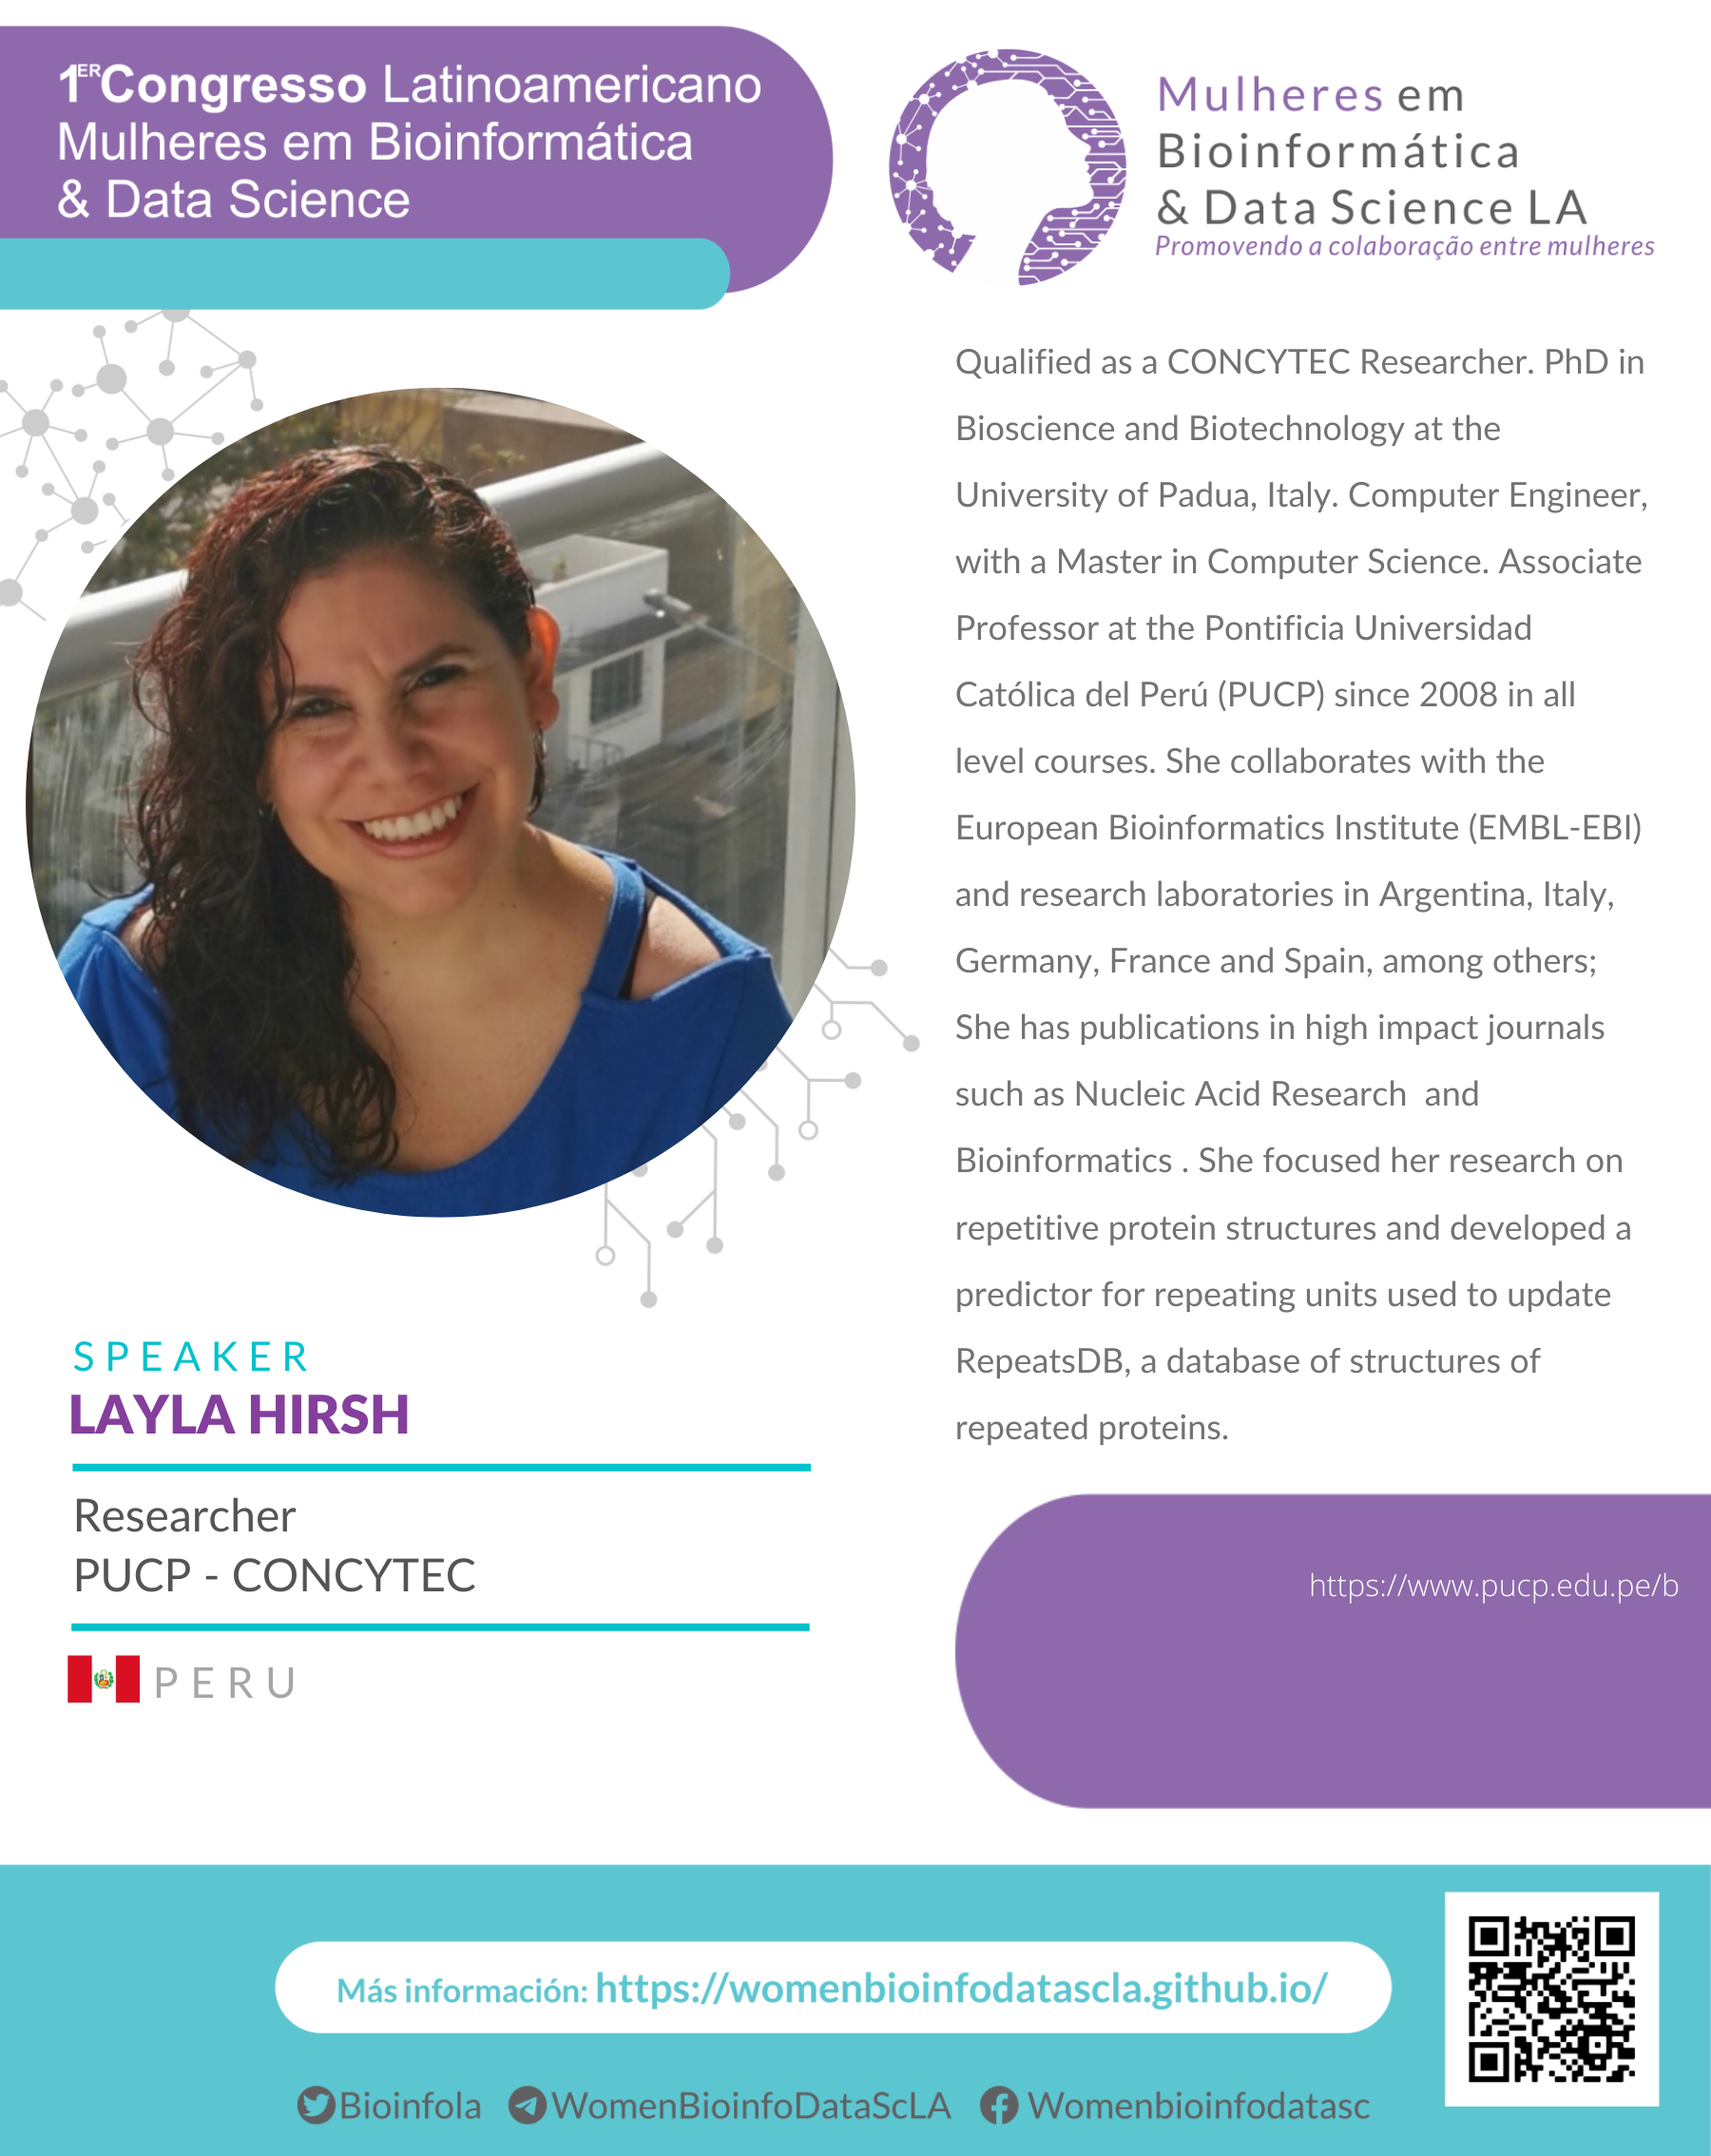 1ER Congresso Latinoamericano
Mulheres em Bioinformática
& Data Science
Mulheres em
Bioinformática
& Data Science LA
Promovendo a colaboração entre mulheres
Qualified as a CONCYTEC Researcher. PhD in
Bioscience and Biotechnology at the
University of Padua, Italy. Computer Engineer,
with a Master in Computer Science. Associate
Professor at the Pontificia Universidad
Católica del Perú (PUCP) since 2008 in all
level courses. She collaborates with the
European Bioinformatics Institute (EMBL-EBI)
and research laboratories in Argentina, Italy,
Germany, France and Spain, among others;
She has publications in high impact journals
such as Nucleic Acid Research  and
Bioinformatics . She focused her research on
repetitive protein structures and developed a
predictor for repeating units used to update
RepeatsDB, a database of structures of
repeated proteins.
SPEAKER
LAYLA HIRSH
Researcher
PUCP - CONCYTEC
PERU
https://www.pucp.edu.pe/b
Más información: https://womenbioinfodatascla.github.io/
Bioinfola WomenBioinfoDataScLA Womenbioinfodatasc